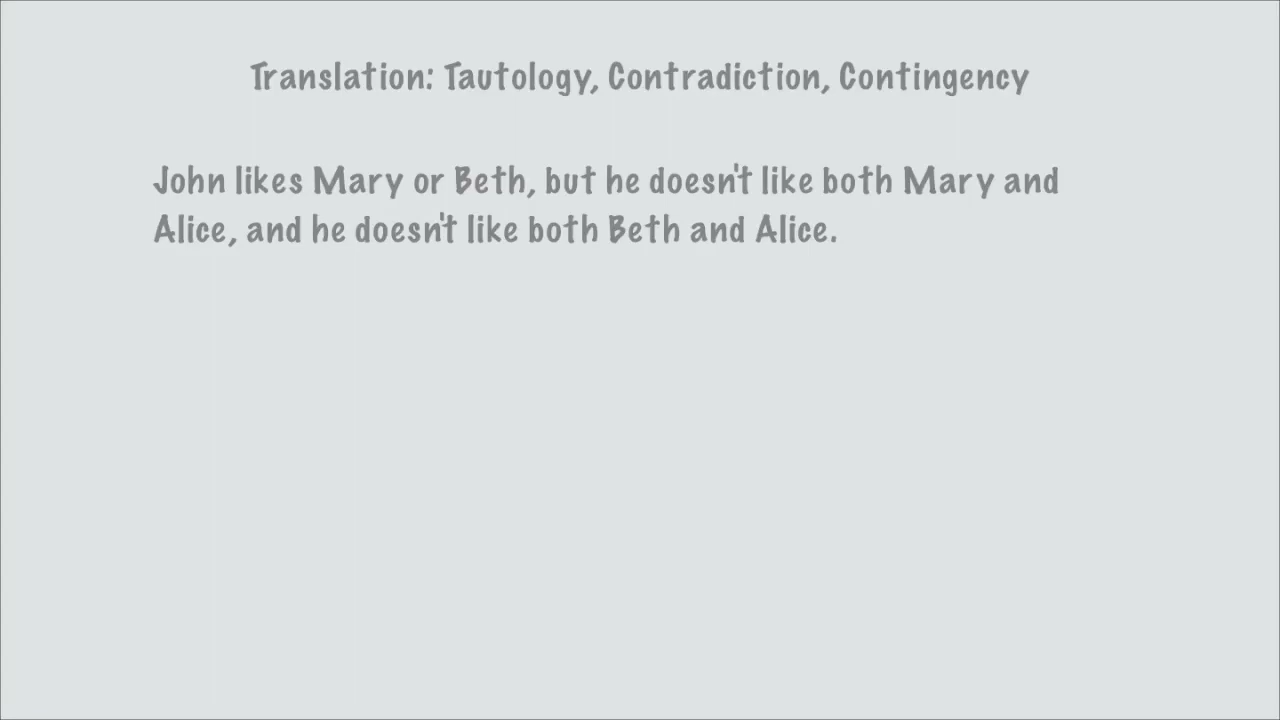 Translation: Tautology, Contradiction, Contingency
John likes Mary or Beth, but he doesn't like both Mary and
Alice, and he doesn't like both Beth and Alice.